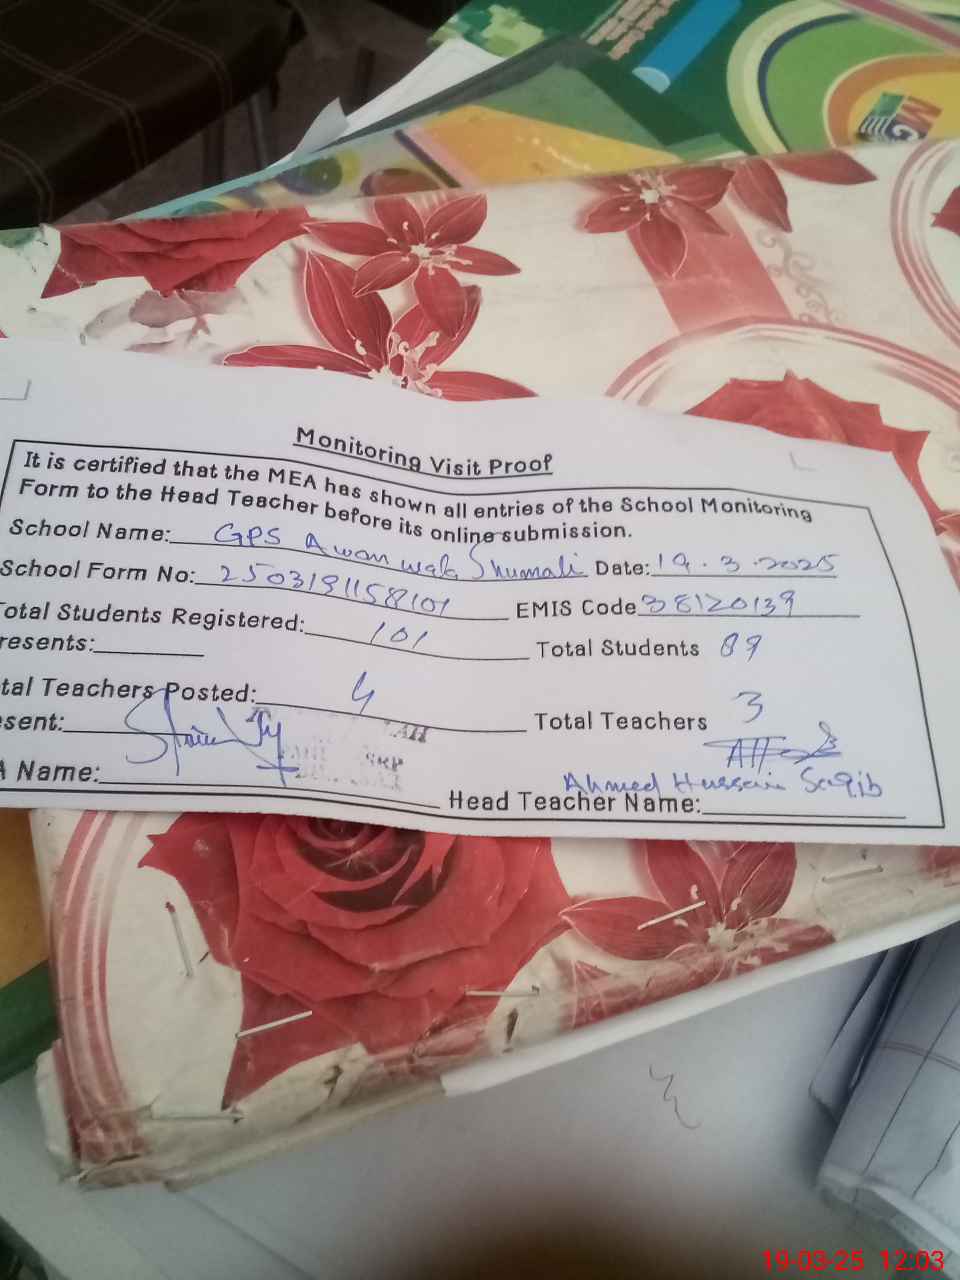 Monitoring Visit Proof
It is certified that the MEA has shown all entries of the School Monitoring
Form to the Head Teacher before its online submission.
School Name: GPS Awan wala Shumali Date: 19.3.2025
School Form No: 2503191158101 EMIS Code 38120139
Total Students Registered: 101 Total Students 89
resents:
tal Teachers Posted: 4 Total Teachers 3
sent:
A Name:
Ahmed Hussain Saqib
Head Teacher Name:
19-03-25 12:03